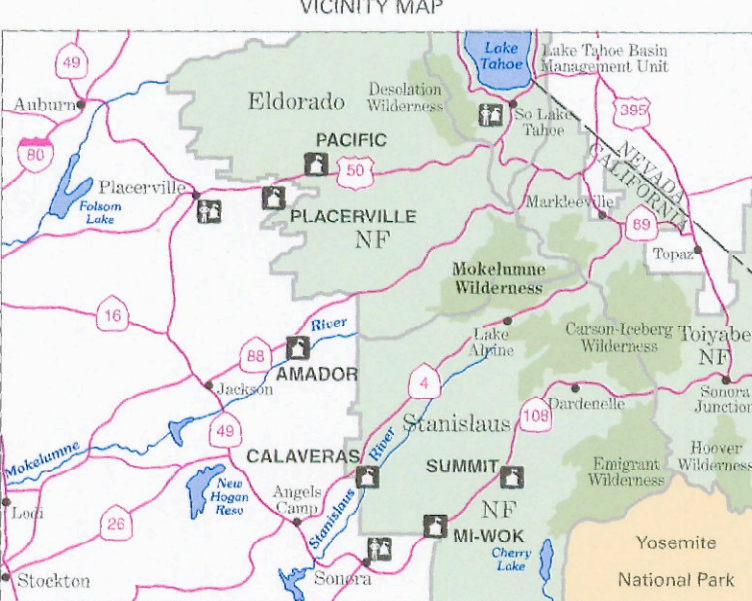 VICINITY MAP
49
Lake
Tahoe
Lake Tahoe Basin
Management Unit
Auburn
Eldorado
Desolation
Wilderness
395
So Lake
Tahoe
80
PACIFIC
50
NEVADA
CALIFORNIA
Placerville
Folsom
Lake
PLACERVILLE
NF
Markleeville
89
Topaz
Mokelumne
Wilderness
16
River
88
AMADOR
Lake
Alpine
Carson-Iceberg
Wilderness
Toiyabe
NF
Jackson
4
Sonora
Junction
Dardenelle
49
Stanislaus
108
Mokelumne
CALAVERAS
River
SUMMIT
Emigrant
Wilderness
Hoover
Wilderness
New
Hogan
Resv
Angels
Camp
Lodi
26
Stanislaus
NF
MI-WOK
Yosemite
National Park
Cherry
Lake
Stockton
Sonora